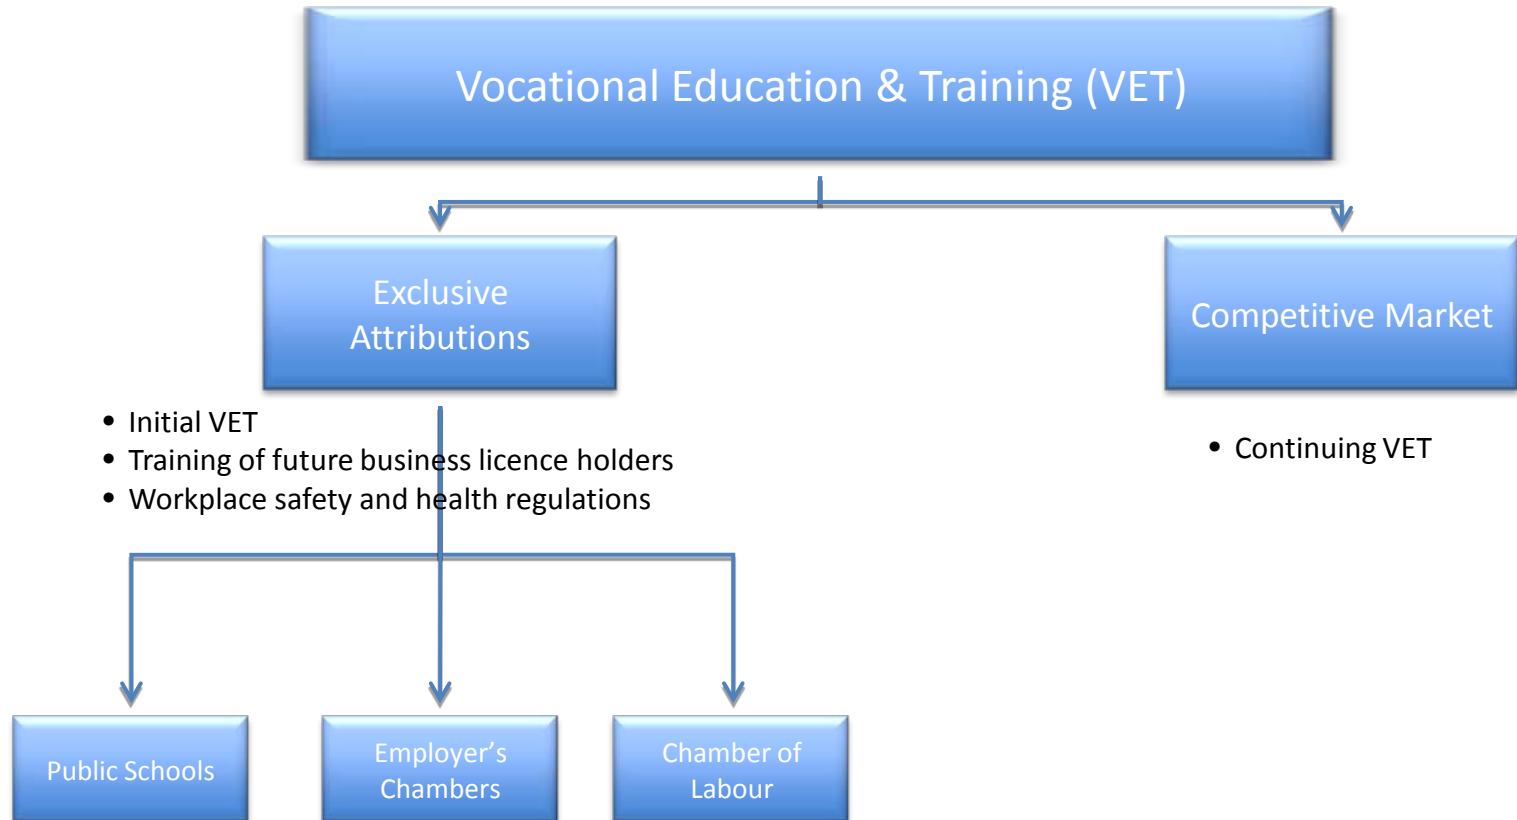 Vocational Education & Training (VET)
Exclusive
Attributions
Competitive Market
• Initial VET
• Training of future business licence holders
• Workplace safety and health regulations
• Continuing VET
Public Schools
Employer’s
Chambers
Chamber of
Labour